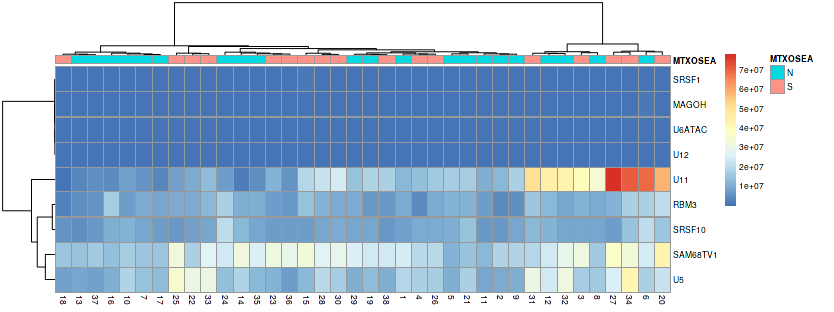 MTXOSEA
SRSF1
MAGOH
U6ATAC
U12
U11
RBM3
SRSF10
SAM68TV1
U5
7e+07
6e+07
5e+07
4e+07
3e+07
2e+07
1e+07
MTXOSEA
N
S
18 13 37 16 10 7 17 25 22 33 24 14 35 23 36 15 28 30 29 19 38 1 4 26 5 21 11 2 9 31 12 32 3 8 27 34 6 20